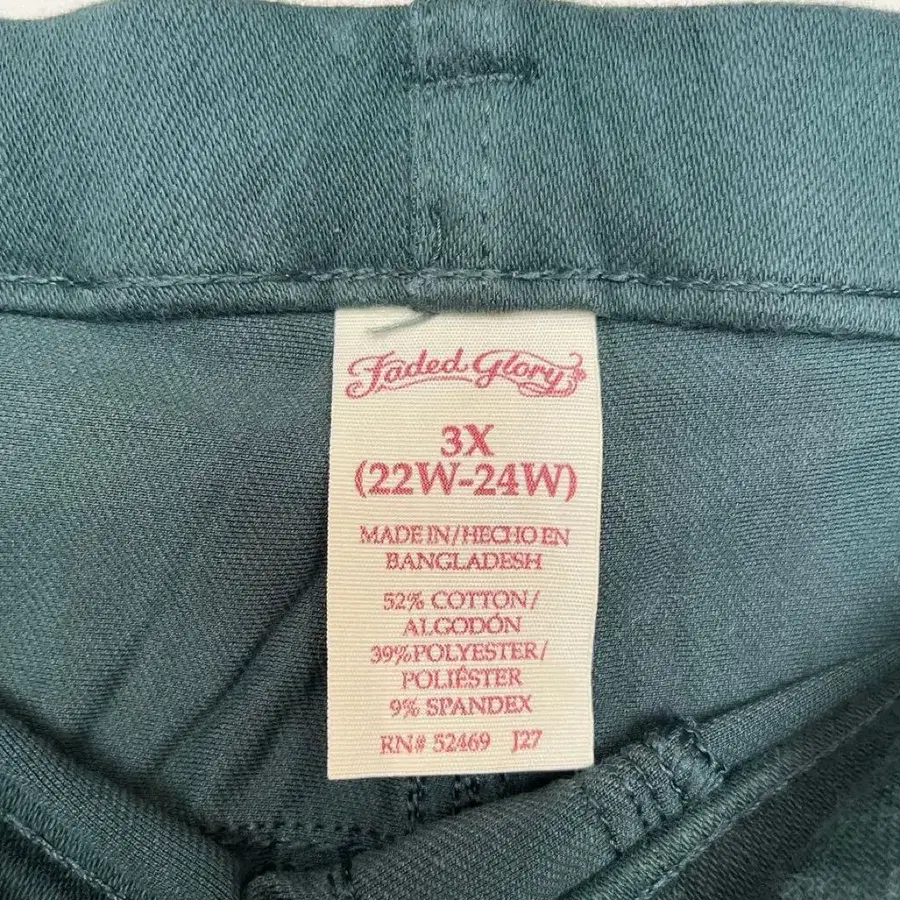 Faded Glory
3X
(22W-24W)
MADE IN/HECHO EN
BANGLADESH
52% COTTON/
ALGODÓN
39%POLYESTER/
POLIÉSTER
9% SPANDEX
RN# 52469 J27